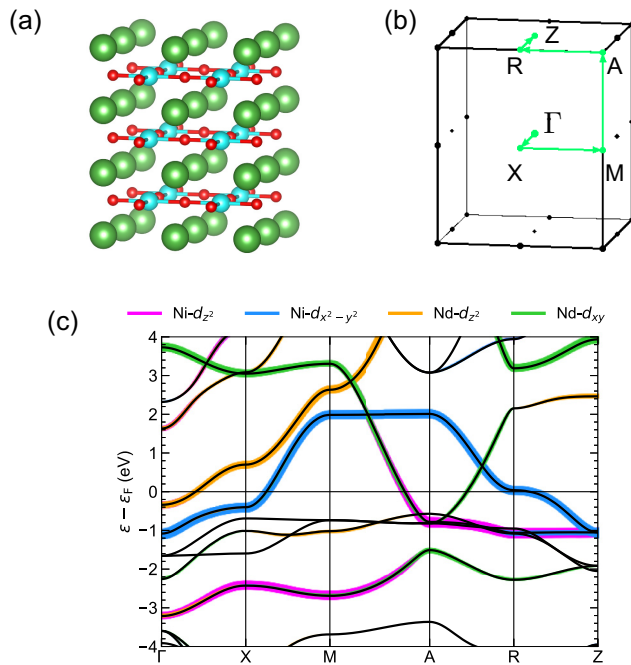 (a)
(b)
Z
R
A
Γ
X
M
(c)
Ni-d_{z^2}
Ni-d_{x^2-y^2}
Nd-d_{z^2}
Nd-d_{xy}
ε − ε_F (eV)
4
3
2
1
0
−1
−2
−3
−4
Γ
X
M
A
R
Z